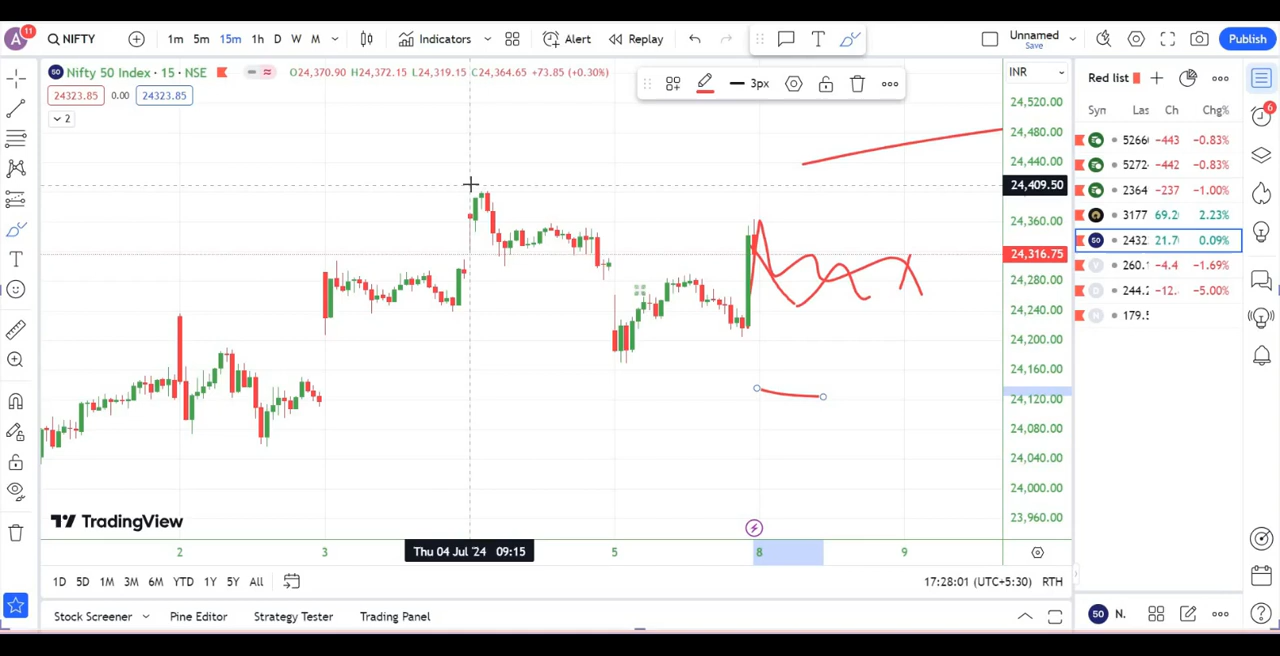 A 11 NIFTY 1m 5m 15m 1h D W M Indicators Alert Replay Unnamed Save Publish
Nifty 50 Index · 15 · NSE O24,370.90 H24,372.15 L24,319.15 C24,364.65 +73.85 (+0.30%)
3px
INR
Red list
24323.85 0.00 24323.85
2
Syn Las Ch Chg%
5266 -443 -0.83%
5272 -442 -0.83%
2364 -237 -1.00%
3177 69.2 2.23%
50 2432 21.7 0.09%
260. -4.4 -1.69%
244. -12. -5.00%
179.5
6
24,520.00
24,480.00
24,440.00
24,409.50
24,360.00
24,316.75
24,280.00
24,240.00
24,200.00
24,160.00
24,120.00
24,080.00
24,040.00
24,000.00
23,960.00
TradingView
2 3 Thu 04 Jul '24 09:15 5 8 9
1D 5D 1M 3M 6M YTD 1Y 5Y All 17:28:01 (UTC+5:30) RTH
Stock Screener Pine Editor Strategy Tester Trading Panel
50 N.